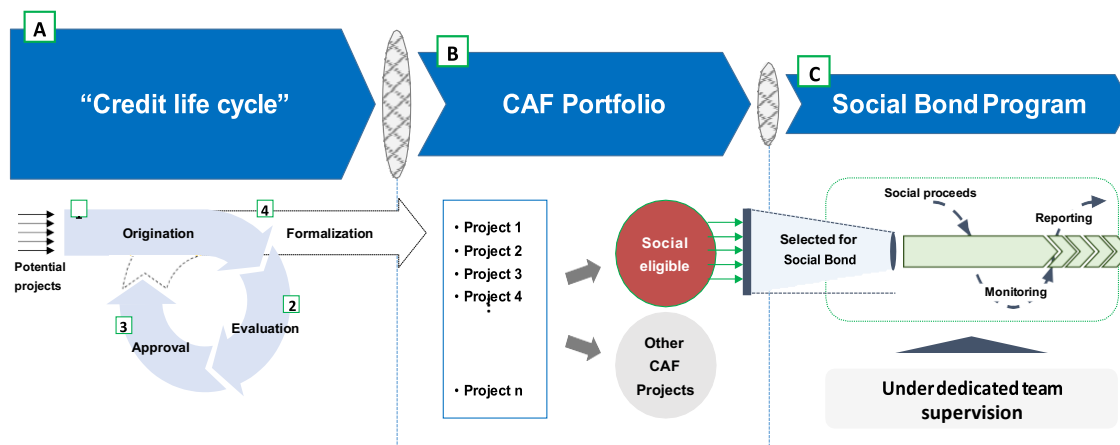 A
"Credit life cycle"
B
CAF Portfolio
C
Social Bond Program
Potential
projects
1
Origination
4
Formalization
2
Evaluation
3
Approval
• Project 1
• Project 2
• Project 3
• Project 4
• Project n
Social
eligible
Other
CAF
Projects
Selected for
Social Bond
Social proceeds
Reporting
Monitoring
Under dedicated team
supervision